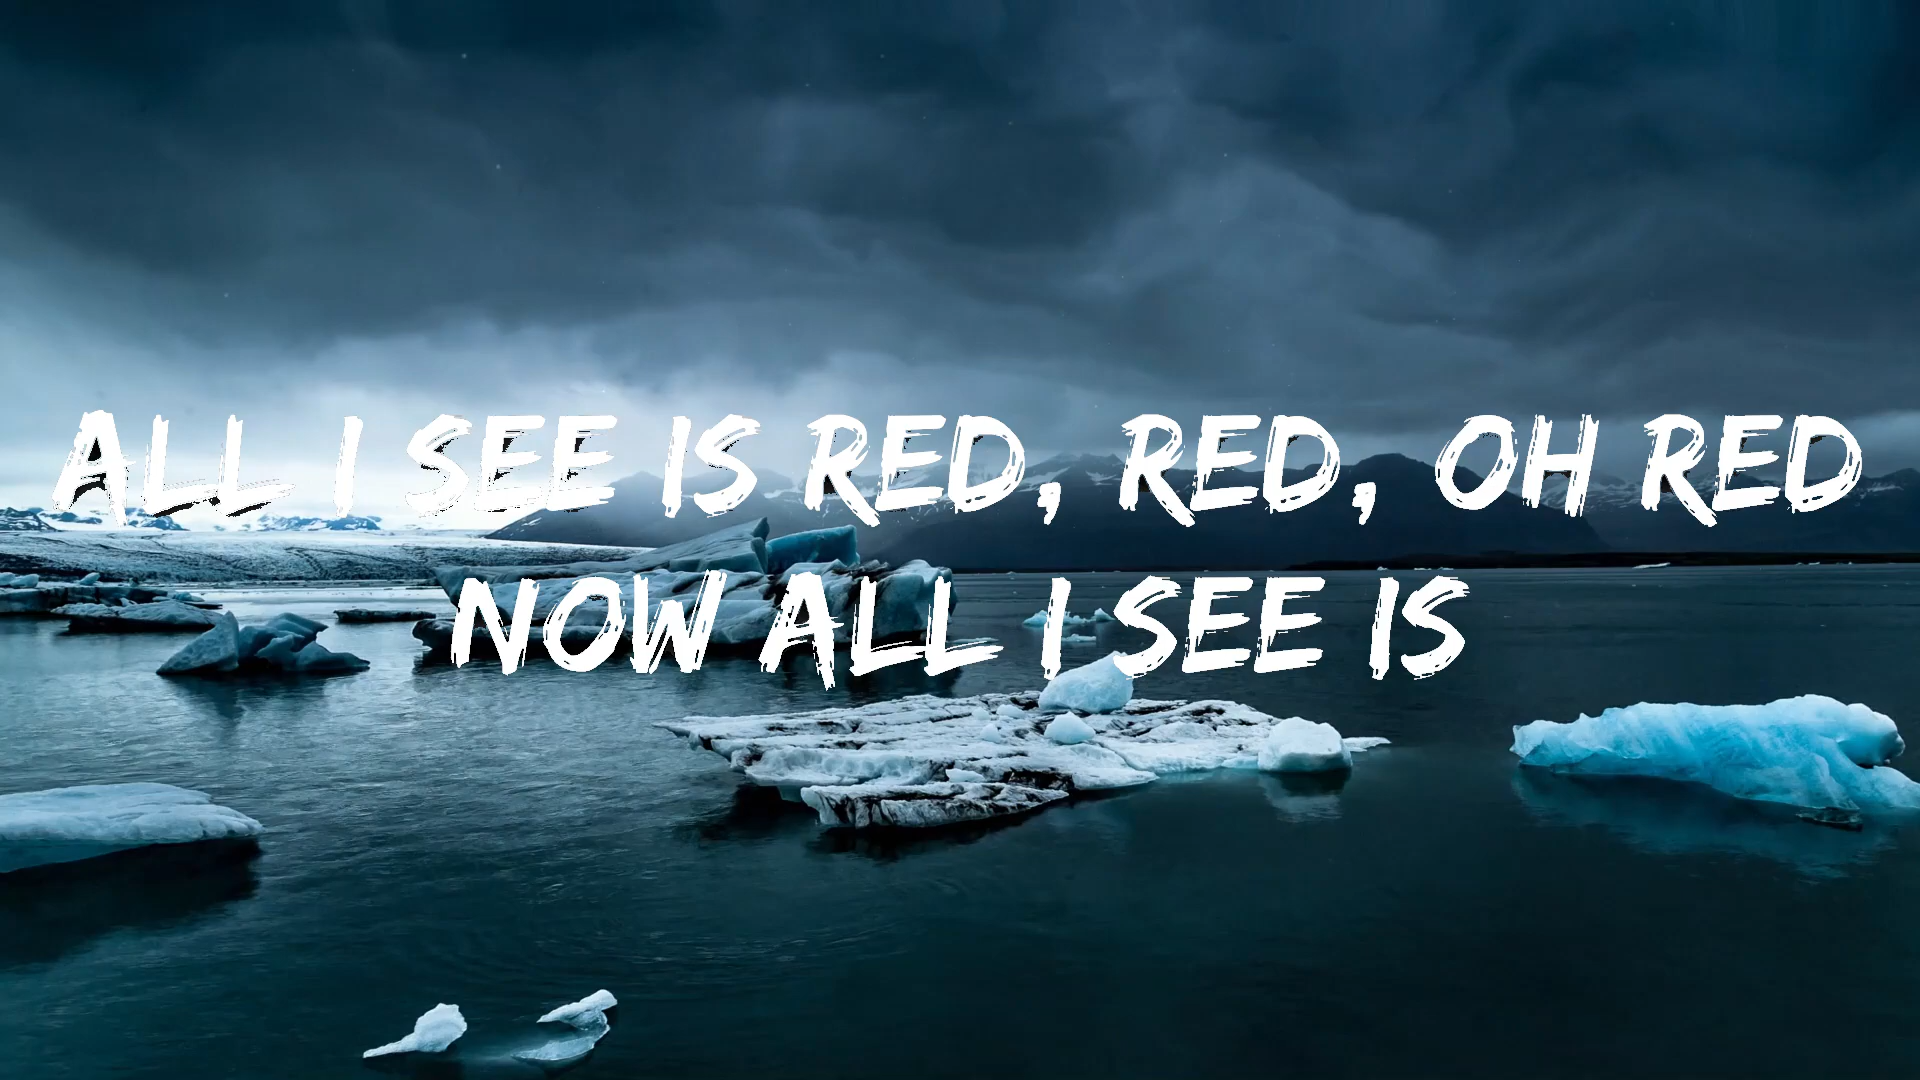 ALL I SEE IS RED, RED, OH RED
NOW ALL I SEE IS